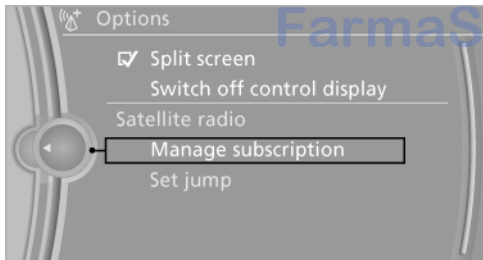 Options
FarmaS
Split screen
Switch off control display
Satellite radio
Manage subscription
Set jump